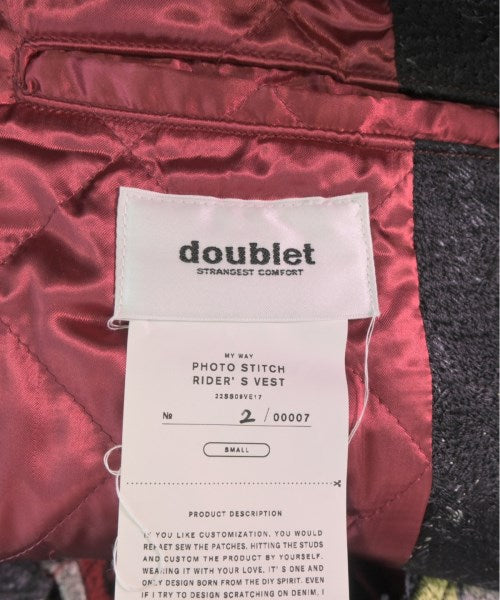 doublet
STRANGEST COMFORT
MY WAY
PHOTO STITCH
RIDER' S VEST
22SS09VE17
№ 2 / 00007
SMALL
PRODUCT DESCRIPTION
IF YOU LIKE CUSTOMIZATION, YOU WOULD
SEW THE PATCHES, HITTING THE STUDS
AND CUSTOM THE PRODUCT BY YOURSELF.
WEARING IT WITH YOUR LOVE. IT'S ONE AND
ONLY DESIGN BORN FROM THE DIY SPIRIT. EVEN
IF I TRY TO DESIGN SCRATCHING ON DENIM, I